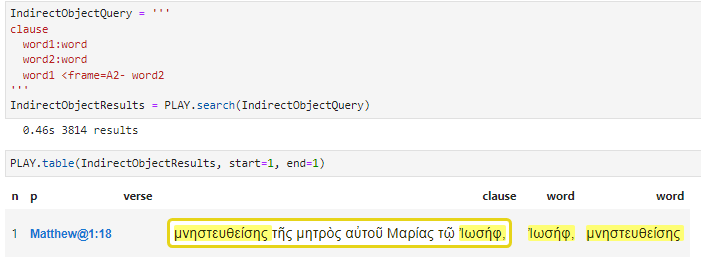 IndirectObjectQuery = '''
clause
word1:word
word2:word
word1 <frame=A2- word2
'''
IndirectObjectResults = PLAY.search(IndirectObjectQuery)
0.46s 3814 results
PLAY.table(IndirectObjectResults, start=1, end=1)
n p verse clause word word
1 Matthew@1:18 μνηστευθείσης τῆς μητρὸς αὐτοῦ Μαρίας τῷ Ἰωσήφ, Ἰωσήφ, μνηστευθείσης